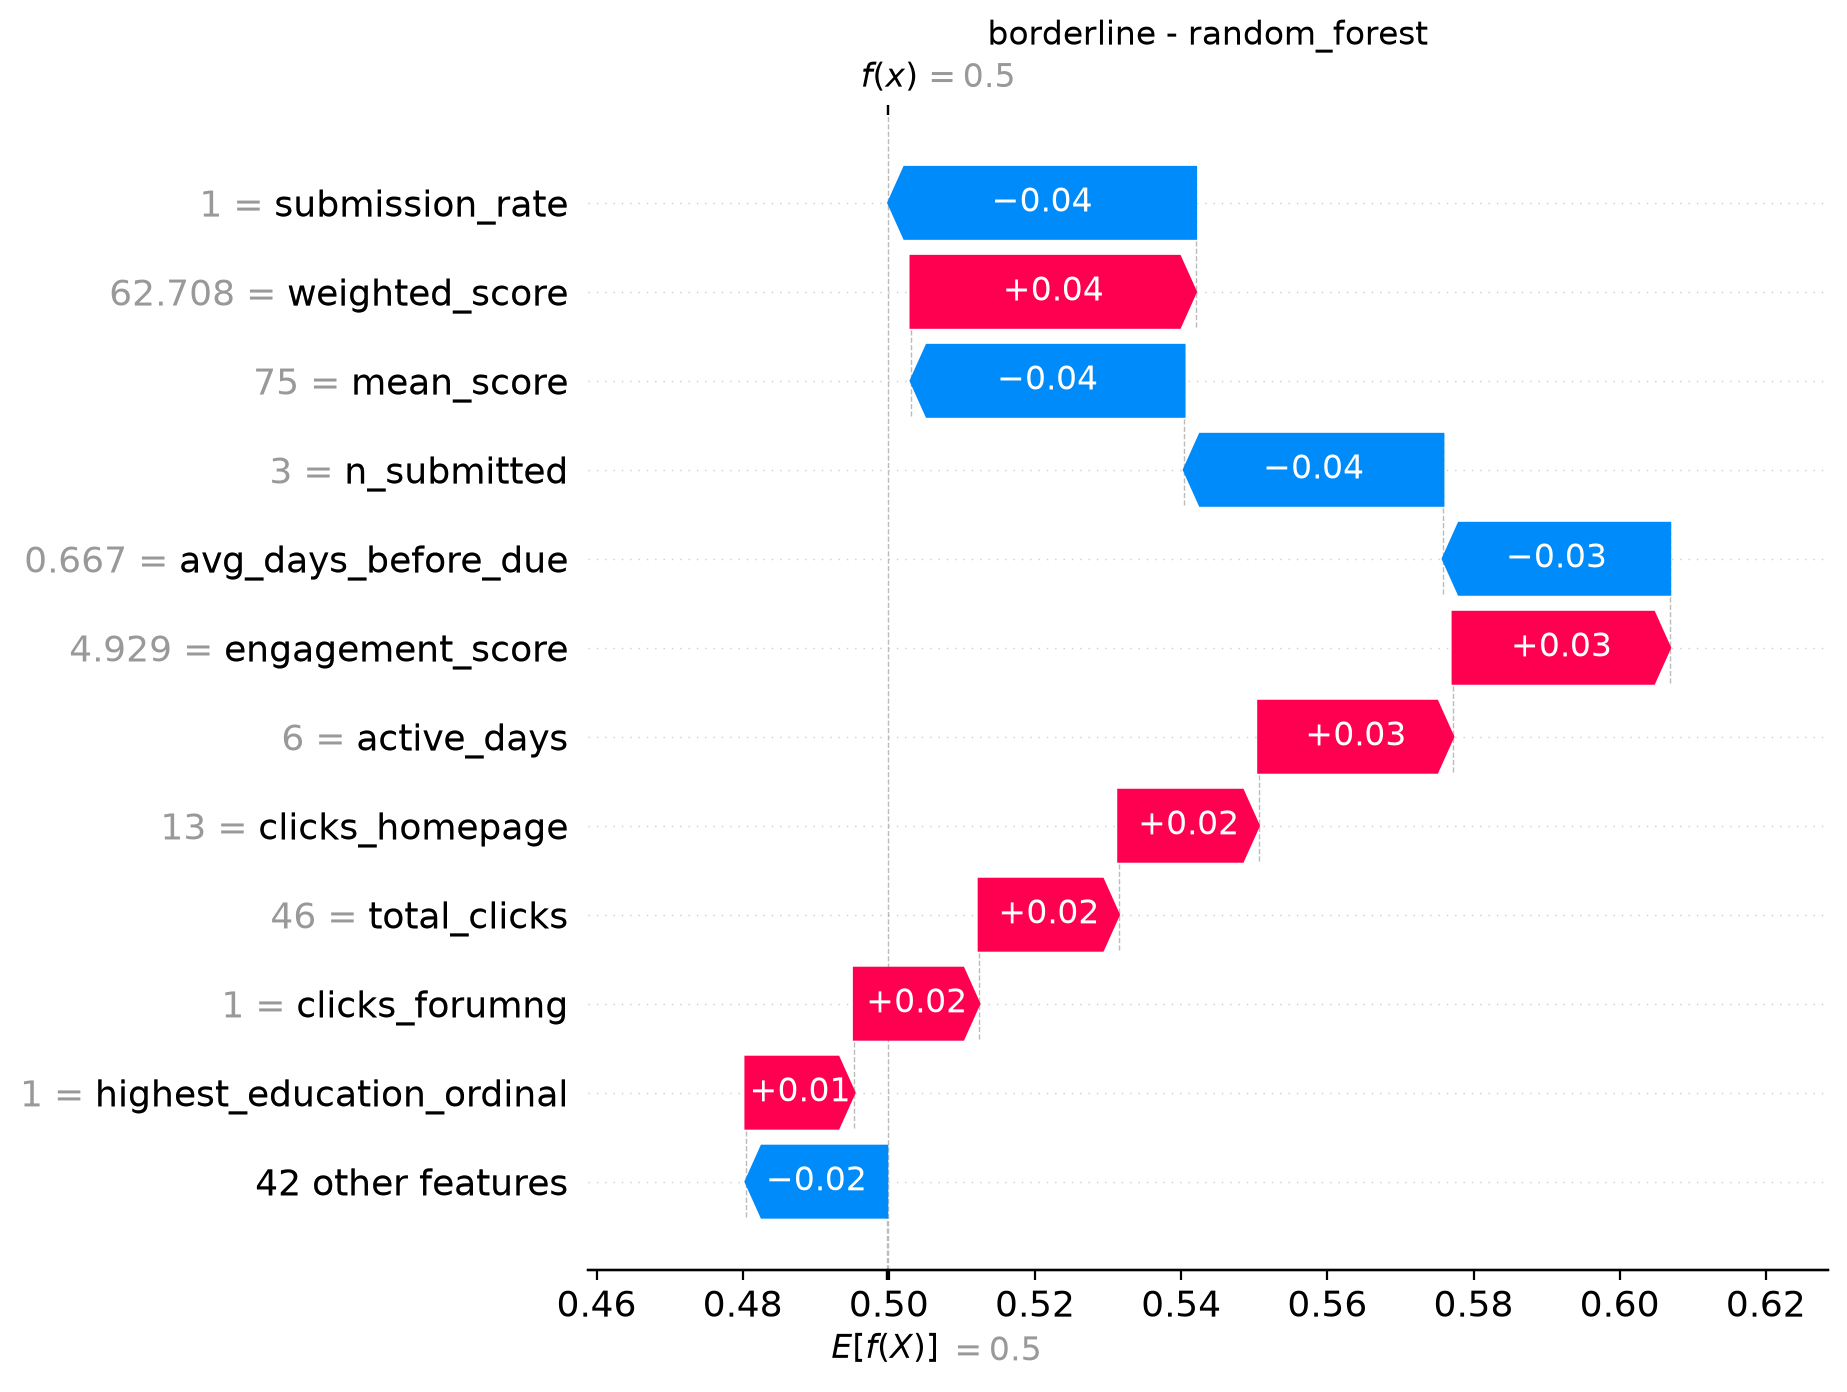 borderline - random_forest
f(x) = 0.5
1 = submission_rate −0.04
62.708 = weighted_score +0.04
75 = mean_score −0.04
3 = n_submitted −0.04
0.667 = avg_days_before_due −0.03
4.929 = engagement_score +0.03
6 = active_days +0.03
13 = clicks_homepage +0.02
46 = total_clicks +0.02
1 = clicks_forumng +0.02
1 = highest_education_ordinal +0.01
42 other features −0.02
0.46 0.48 0.50 0.52 0.54 0.56 0.58 0.60 0.62
E[f(X)] = 0.5